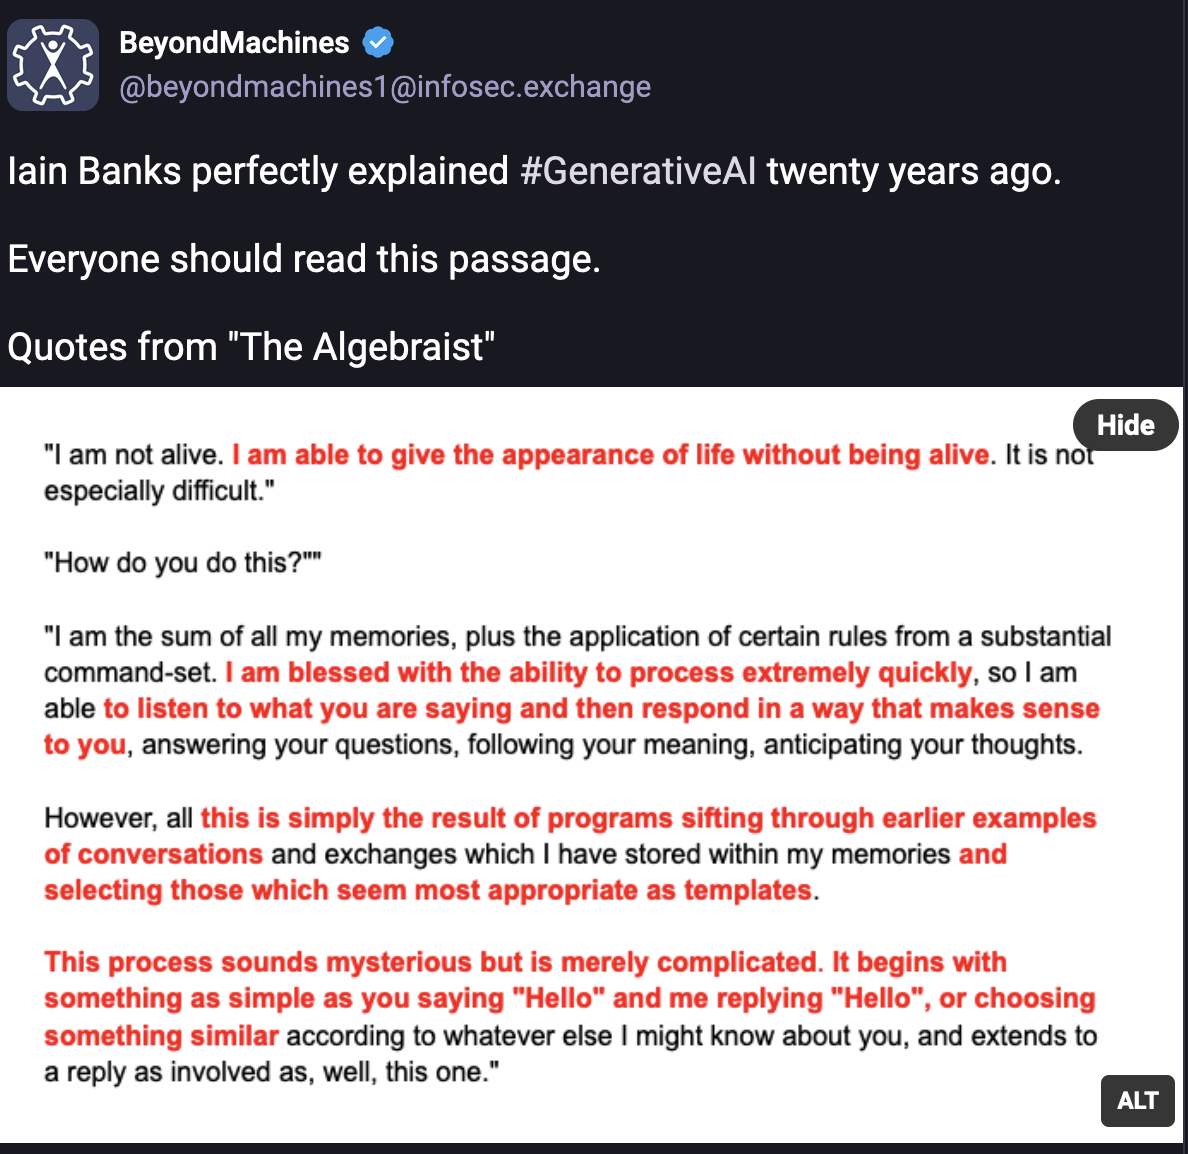 BeyondMachines
@beyondmachines1@infosec.exchange
Iain Banks perfectly explained #GenerativeAI twenty years ago.
Everyone should read this passage.
Quotes from "The Algebraist"
Hide
"I am not alive. I am able to give the appearance of life without being alive. It is not
especially difficult."
"How do you do this?""
"I am the sum of all my memories, plus the application of certain rules from a substantial
command-set. I am blessed with the ability to process extremely quickly, so I am
able to listen to what you are saying and then respond in a way that makes sense
to you, answering your questions, following your meaning, anticipating your thoughts.
However, all this is simply the result of programs sifting through earlier examples
of conversations and exchanges which I have stored within my memories and
selecting those which seem most appropriate as templates.
This process sounds mysterious but is merely complicated. It begins with
something as simple as you saying "Hello" and me replying "Hello", or choosing
something similar according to whatever else I might know about you, and extends to
a reply as involved as, well, this one."
ALT